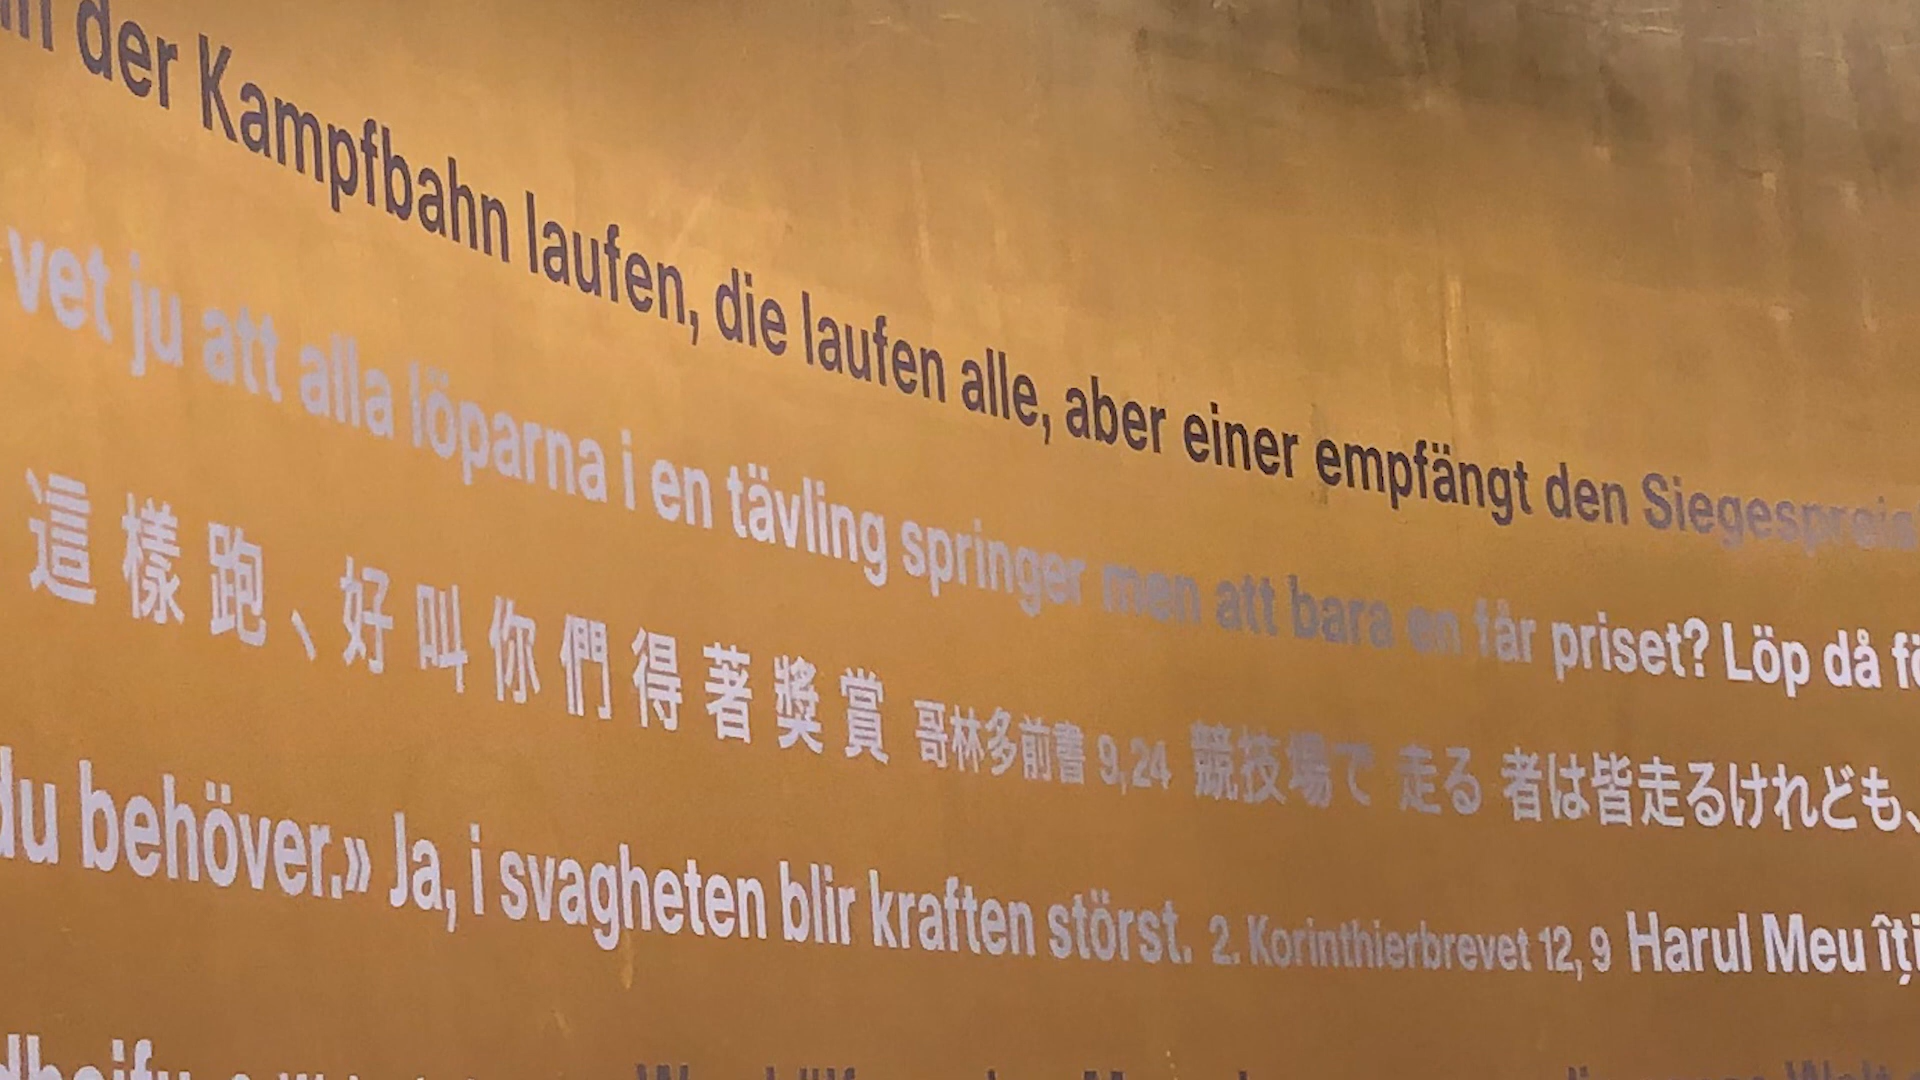 der Kampfbahn laufen, die laufen alle, aber einer empfängt den Siegespreis
vet ju att alla löparna i en tävling springer men att bara en får priset? Löp då
這樣跑、好叫你們得著獎賞 哥林多前書 9,24 競技場で 走る 者は皆走るけれども、
du behöver.» Ja, i svagheten blir kraften störst. 2. Korinthierbrevet 12, 9 Harul Meu